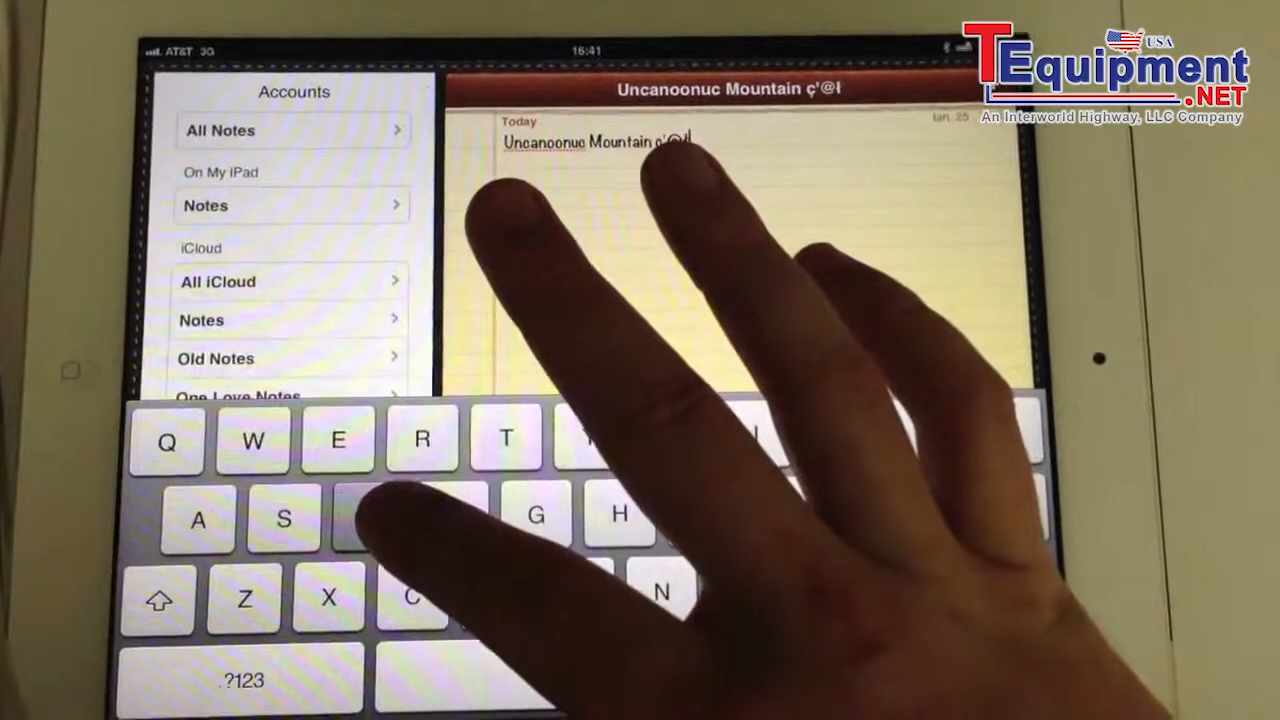 AT&T 3G
16:41
TEquipment
USA
.NET
An Interworld Highway, LLC Company
Accounts
Uncanoonuc Mountain ç'@ł
All Notes
Today
Jan. 25
Uncanoonuc Mountain
On My iPad
Notes
iCloud
All iCloud
Notes
Old Notes
One Love Notes
Q W E R T
A S G H
Z X C N
.?123